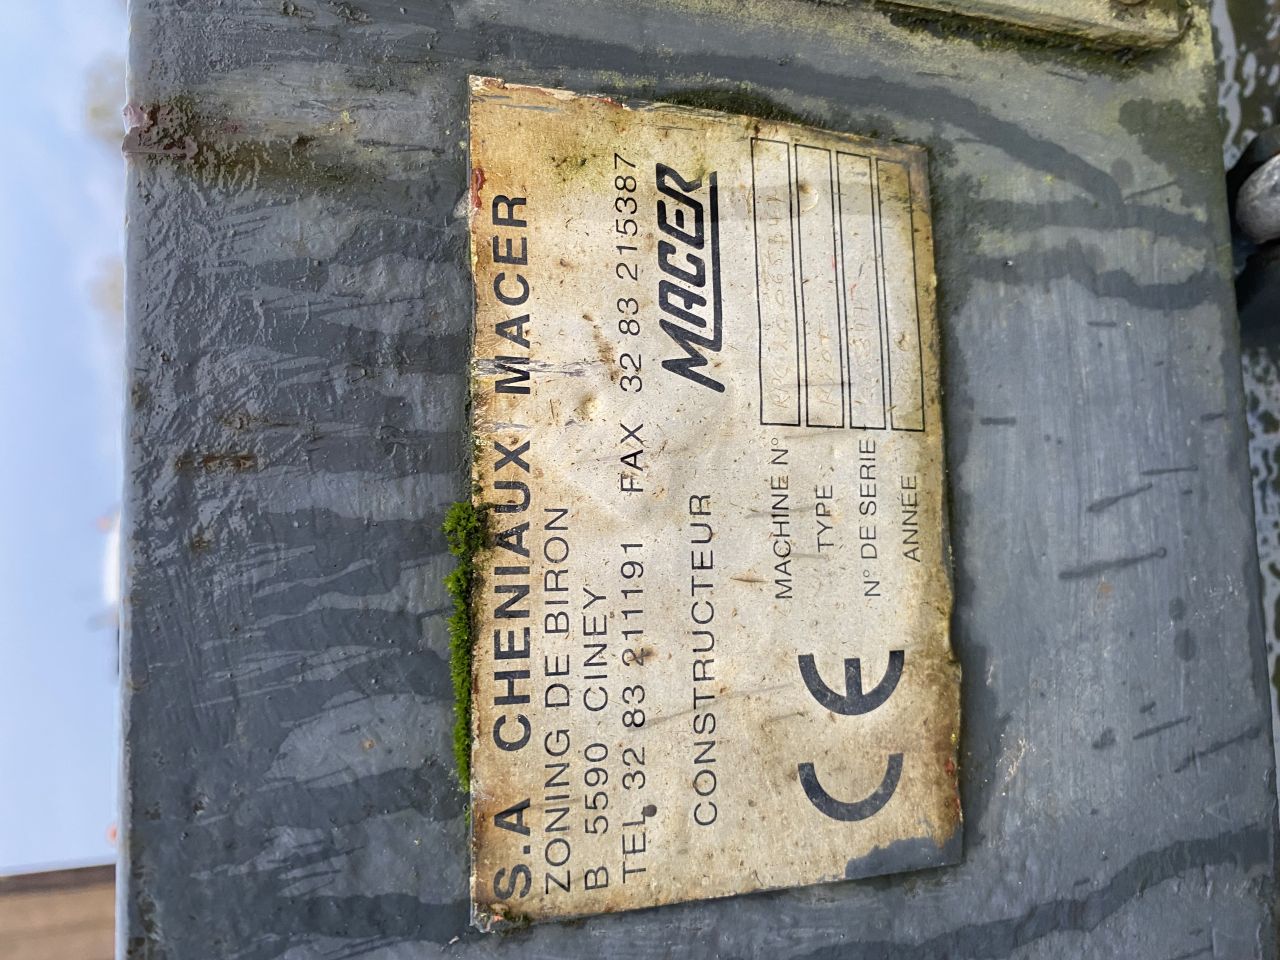 S.A CHENIAUX MACER
ZONING DE BIRON
B 5590 CINEY
TEL. 32 83 211191 FAX 32 83 215387
CONSTRUCTEUR MACER
MACHINE N°
TYPE
N° DE SERIE
ANNEE
CE